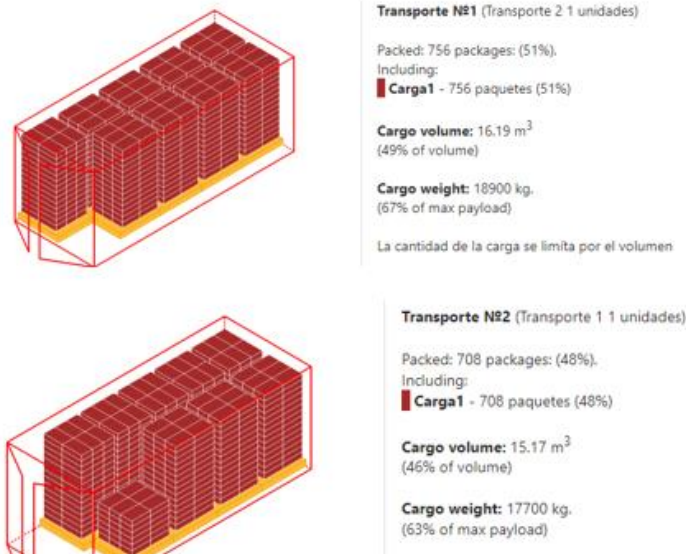 Transporte Nº1 (Transporte 2 1 unidades)
Packed: 756 packages: (51%).
Including:
Carga1 - 756 paquetes (51%)
Cargo volume: 16.19 m³
(49% of volume)
Cargo weight: 18900 kg.
(67% of max payload)
La cantidad de la carga se limita por el volumen
Transporte Nº2 (Transporte 1 1 unidades)
Packed: 708 packages: (48%).
Including:
Carga1 - 708 paquetes (48%)
Cargo volume: 15.17 m³
(46% of volume)
Cargo weight: 17700 kg.
(63% of max payload)